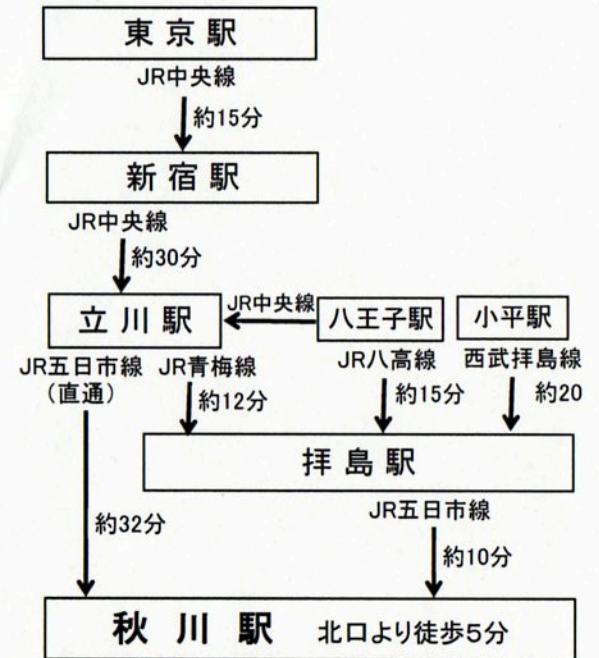 東京駅
JR中央線
約15分
新宿駅
JR中央線
約30分
立川駅
JR中央線
八王子駅
小平駅
JR五日市線
（直通）
JR青梅線
約12分
JR八高線
約15分
西武拝島線
約20
拝島駅
JR五日市線
約32分
約10分
秋川駅 北口より徒歩5分